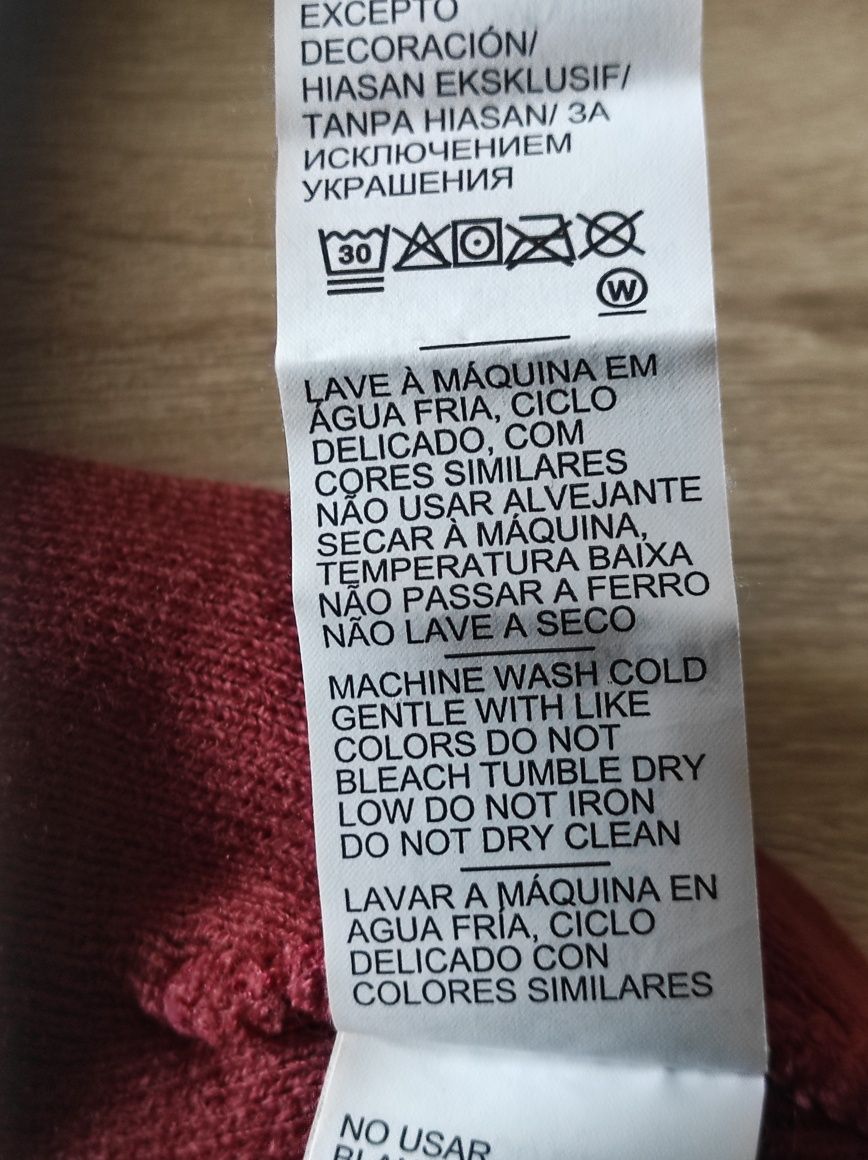 EXCEPTO
DECORACIÓN/
HIASAN EKSKLUSIF/
TANPA HIASAN/ ЗА
ИСКЛЮЧЕНИЕМ
УКРАШЕНИЯ
30
W
LAVE À MÁQUINA EM
ÁGUA FRIA, CICLO
DELICADO, COM
CORES SIMILARES
NÃO USAR ALVEJANTE
SECAR À MÁQUINA,
TEMPERATURA BAIXA
NÃO PASSAR A FERRO
NÃO LAVE A SECO
MACHINE WASH COLD
GENTLE WITH LIKE
COLORS DO NOT
BLEACH TUMBLE DRY
LOW DO NOT IRON
DO NOT DRY CLEAN
LAVAR A MÁQUINA EN
AGUA FRÍA, CICLO
DELICADO CON
COLORES SIMILARES
NO USAR